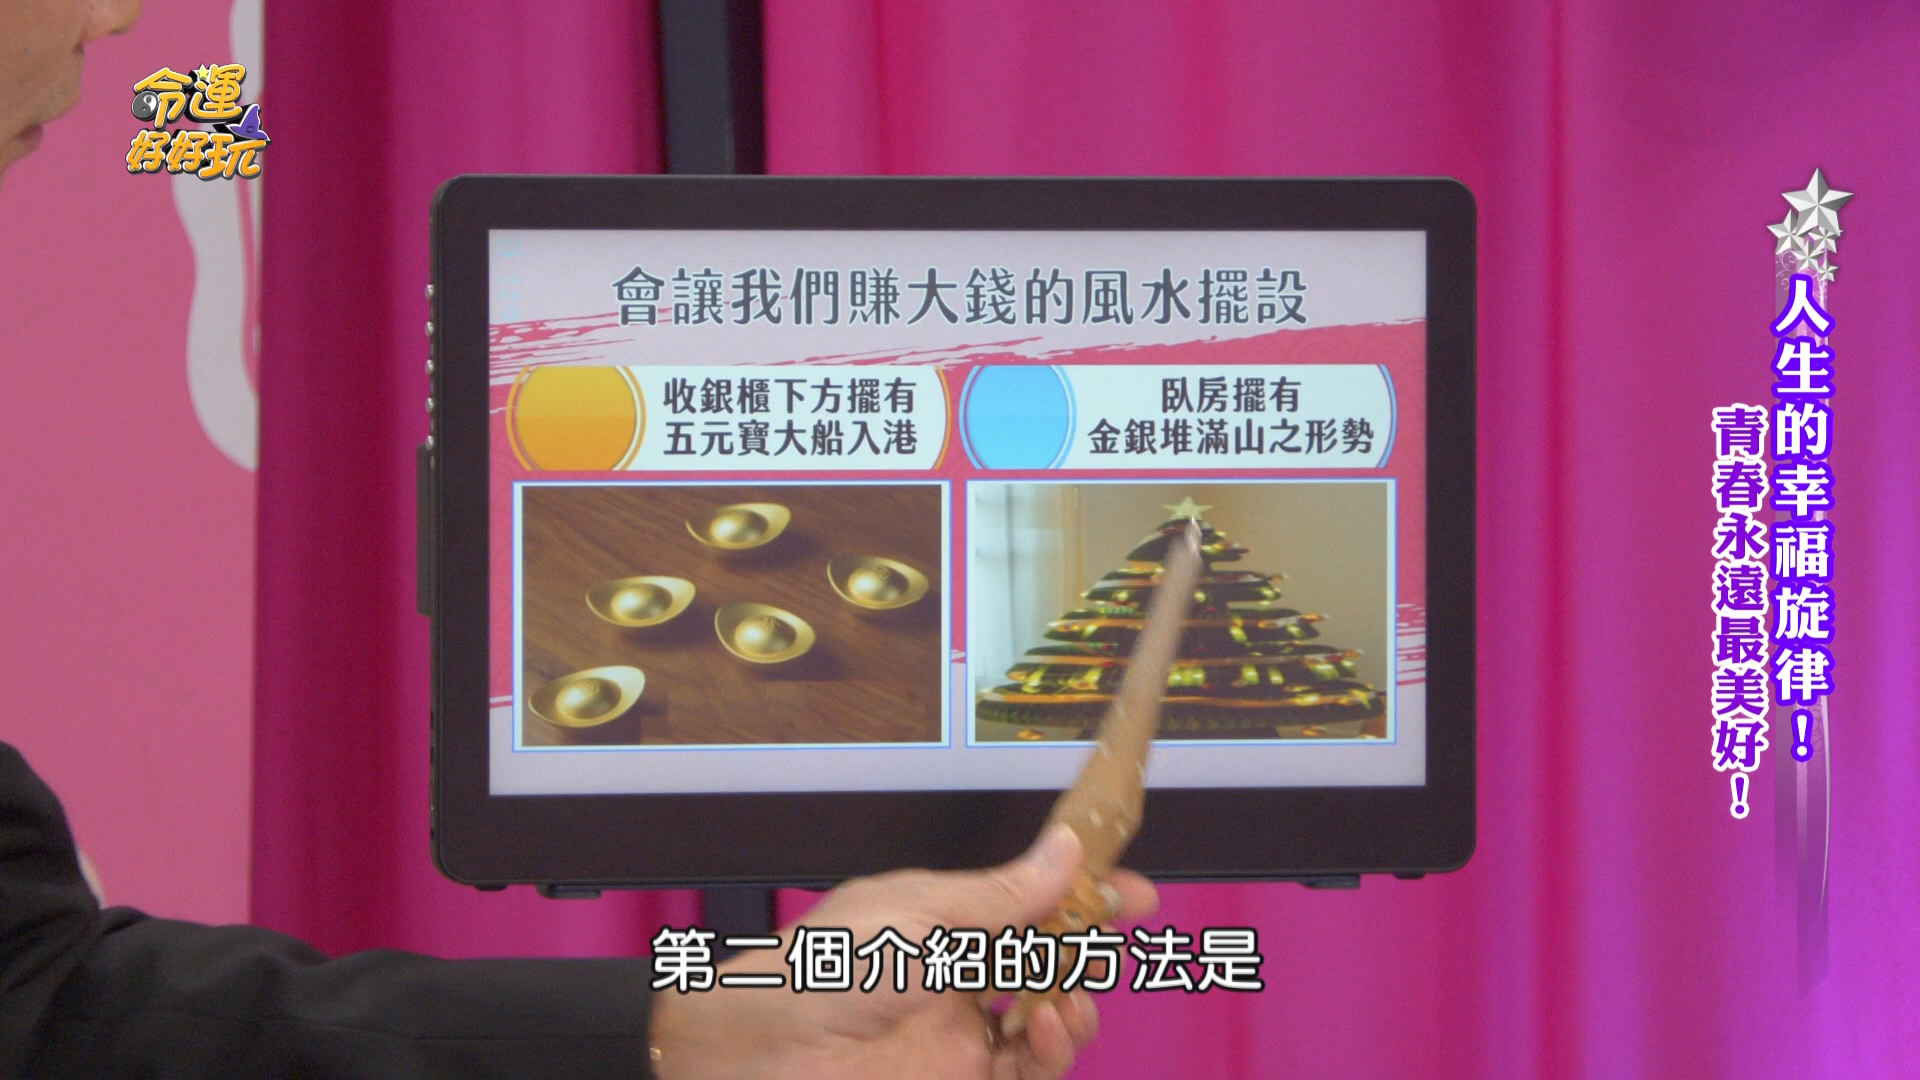 命運
好好玩
會讓我們賺大錢的風水擺設
收銀櫃下方擺有
五元寶大船入港
臥房擺有
金銀堆滿山之形勢
人生的幸福旋律！
青春永遠最美好！
第二個介紹的方法是